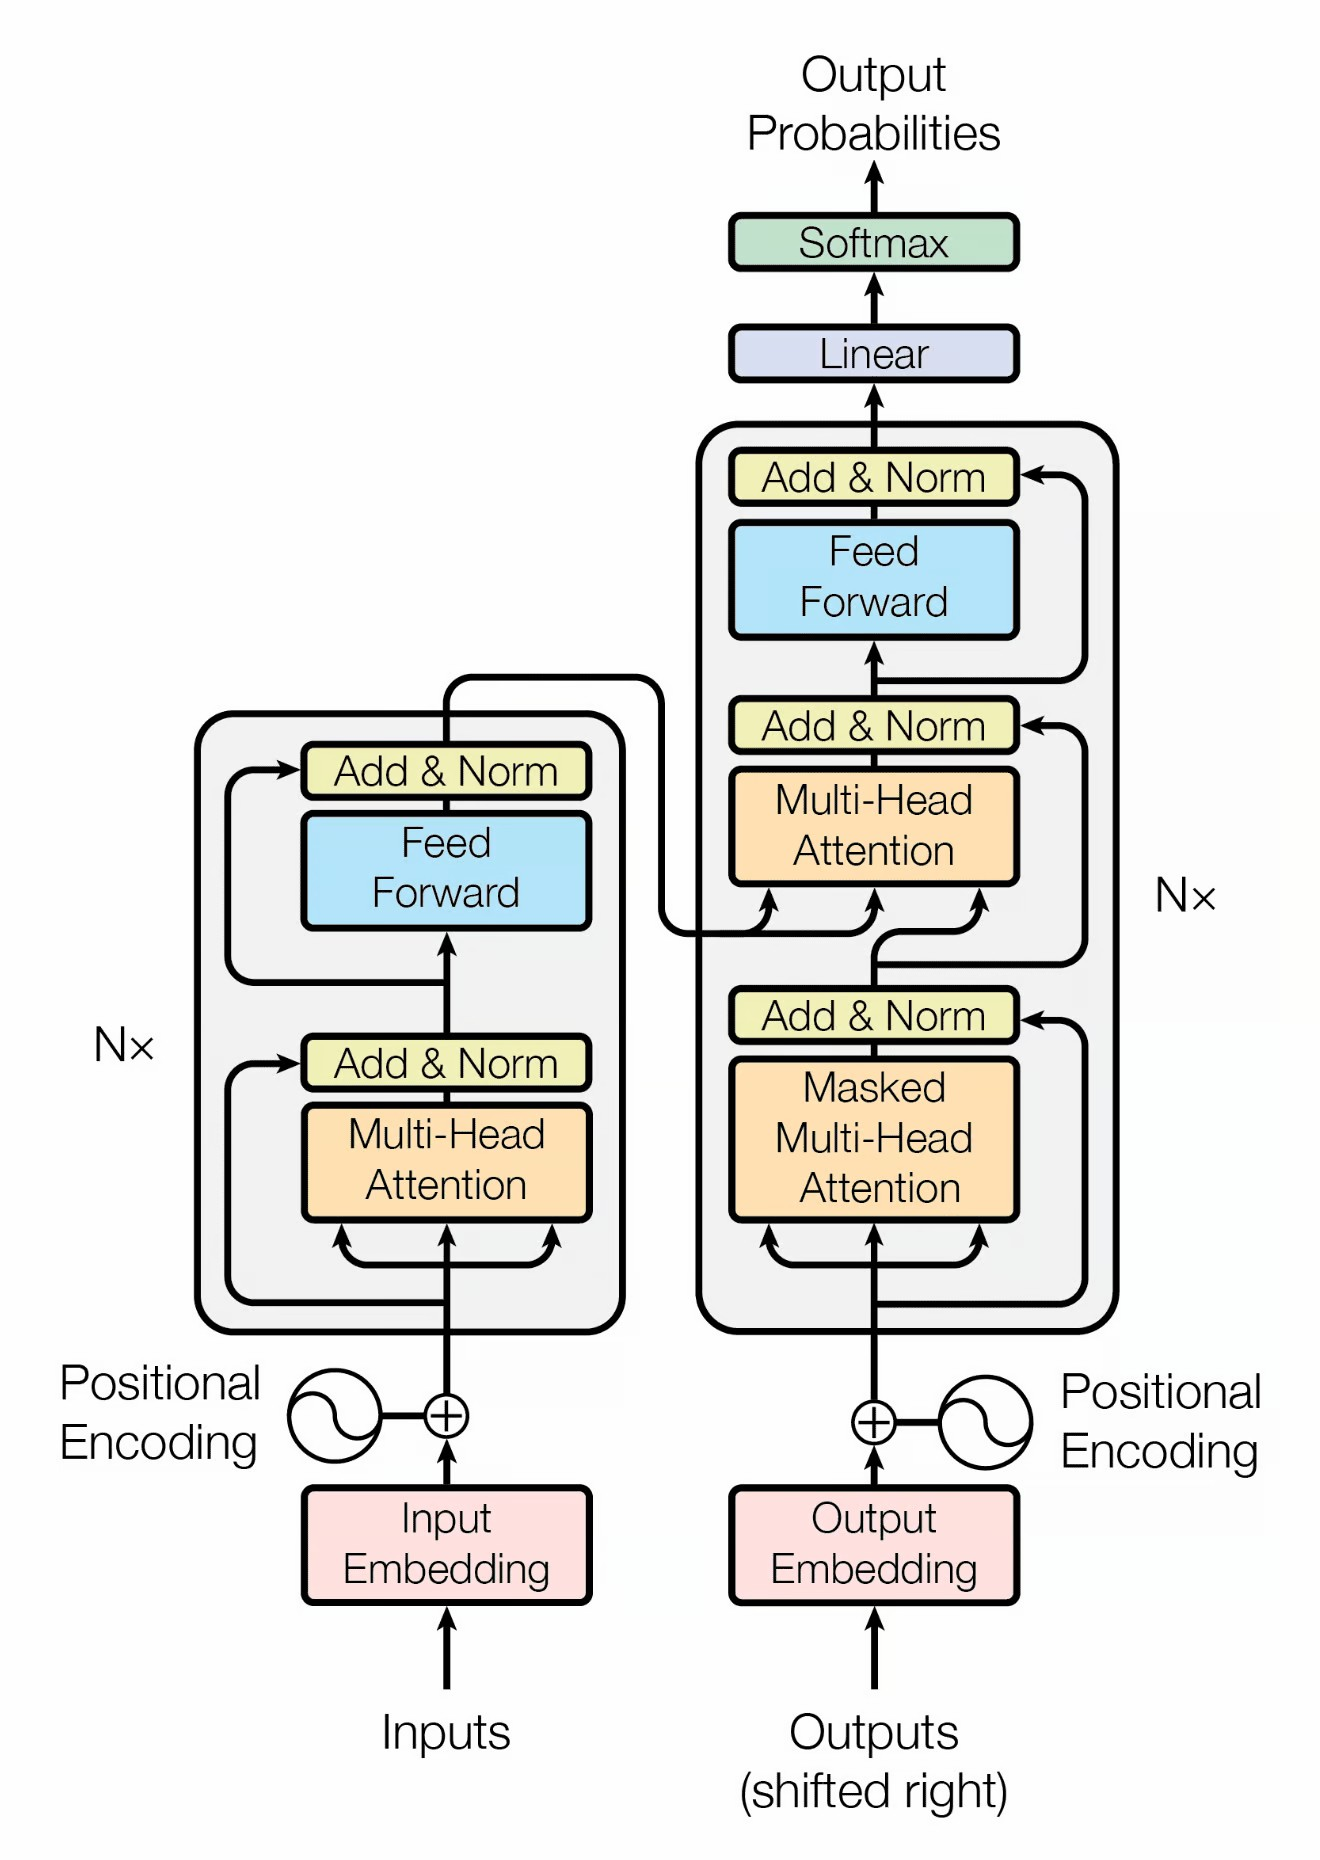 Output
Probabilities
Softmax
Linear
Add & Norm
Feed
Forward
Add & Norm
Multi-Head
Attention
Nx
Add & Norm
Masked
Multi-Head
Attention
Add & Norm
Feed
Forward
Nx
Add & Norm
Multi-Head
Attention
Positional
Encoding
Positional
Encoding
Input
Embedding
Output
Embedding
Inputs
Outputs
(shifted right)